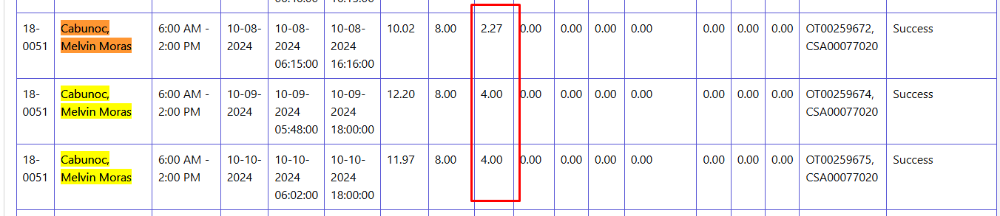 18- Cabunoc, 6:00 AM - 10-08- 10-08- 10-08- 10.02 8.00 2.27 0.00 0.00 0.00 0.00 0.00 0.00 0.00 OT00259672, Success
0051 Melvin Moras 2:00 PM 2024 2024 2024 CSA00077020
06:15:00 16:16:00
18- Cabunoc, 6:00 AM - 10-09- 10-09- 10-09- 12.20 8.00 4.00 0.00 0.00 0.00 0.00 0.00 0.00 0.00 OT00259674, Success
0051 Melvin Moras 2:00 PM 2024 2024 2024 CSA00077020
05:48:00 18:00:00
18- Cabunoc, 6:00 AM - 10-10- 10-10- 10-10- 11.97 8.00 4.00 0.00 0.00 0.00 0.00 0.00 0.00 0.00 OT00259675, Success
0051 Melvin Moras 2:00 PM 2024 2024 2024 CSA00077020
06:02:00 18:00:00